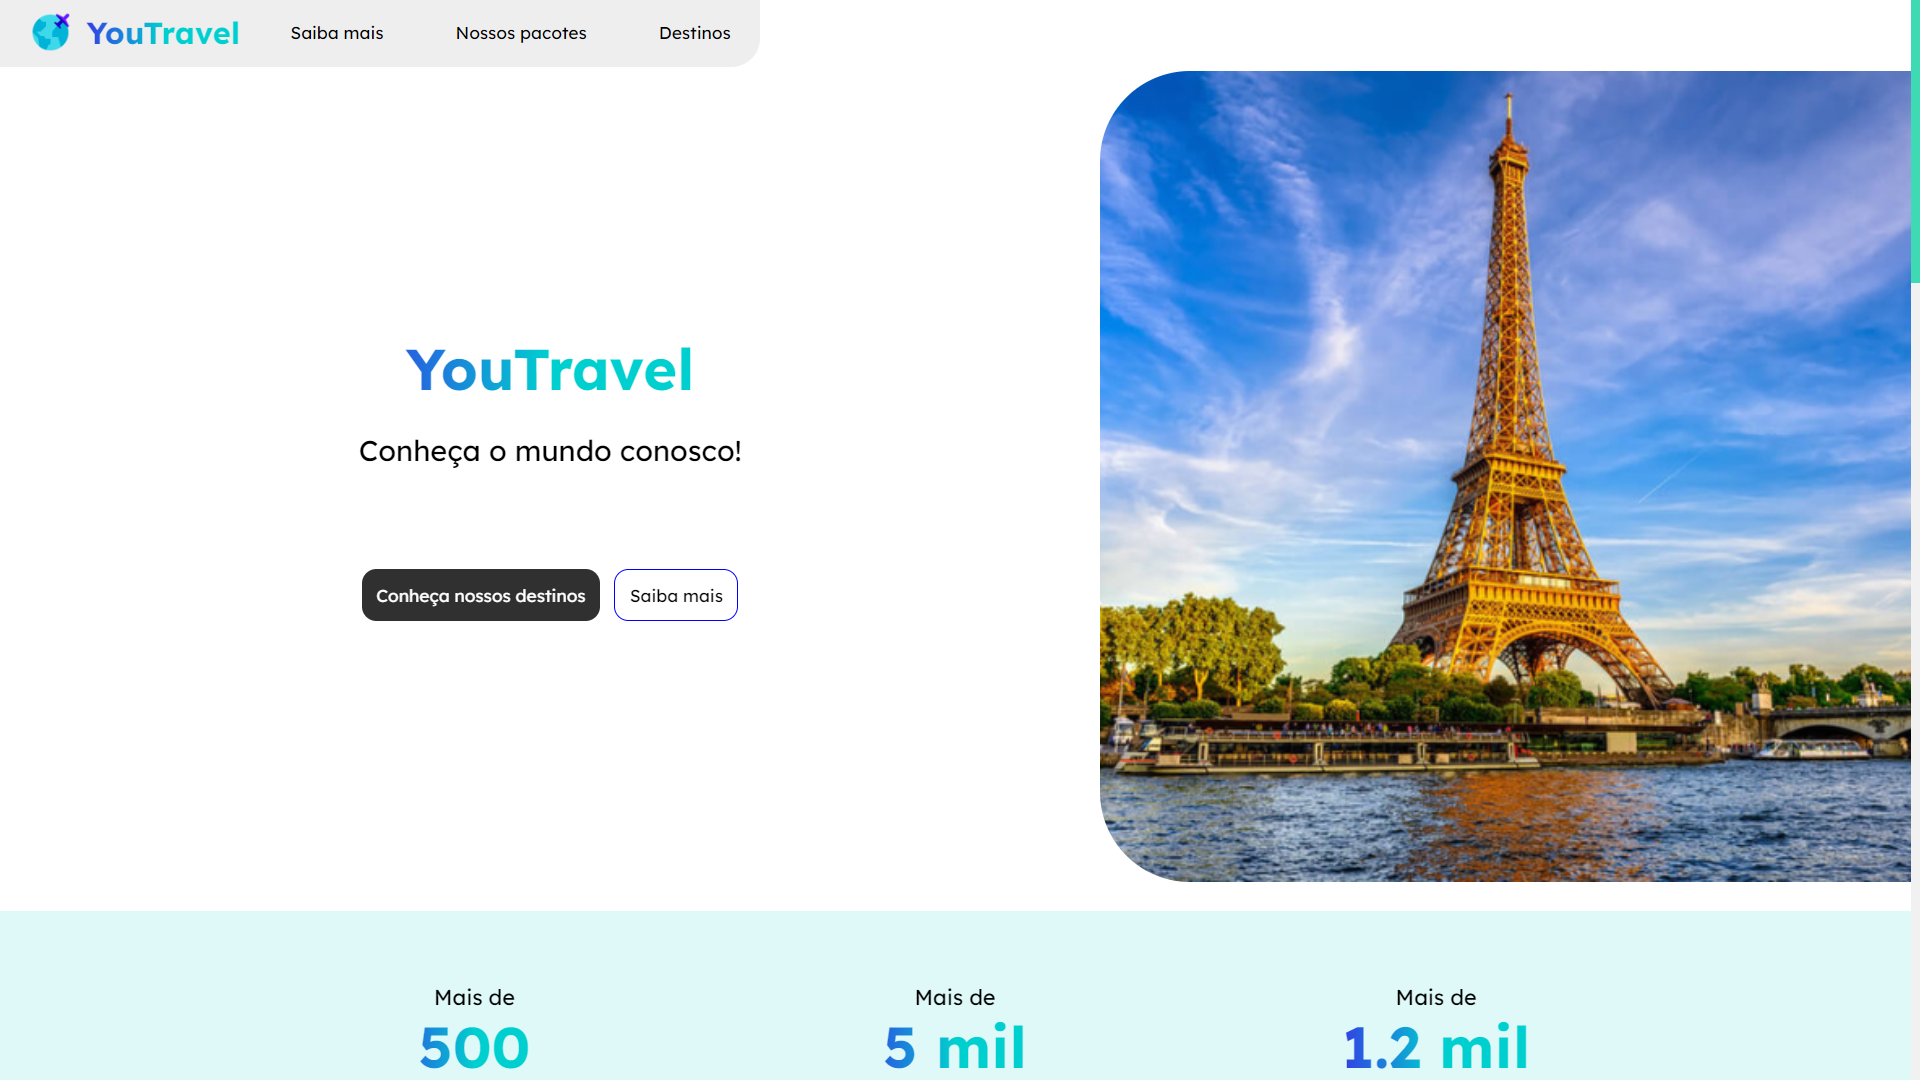 YouTravel
Saiba mais
Nossos pacotes
Destinos
YouTravel
Conheça o mundo conosco!
Conheça nossos destinos
Saiba mais
Mais de
500
Mais de
5 mil
Mais de
1.2 mil